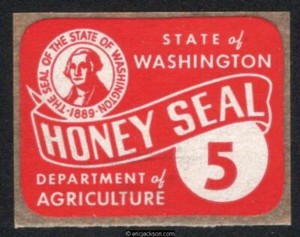 THE SEAL OF THE STATE OF WASHINGTON
1889
STATE of
WASHINGTON
HONEY SEAL
DEPARTMENT of
AGRICULTURE
5
© ericjackson.com